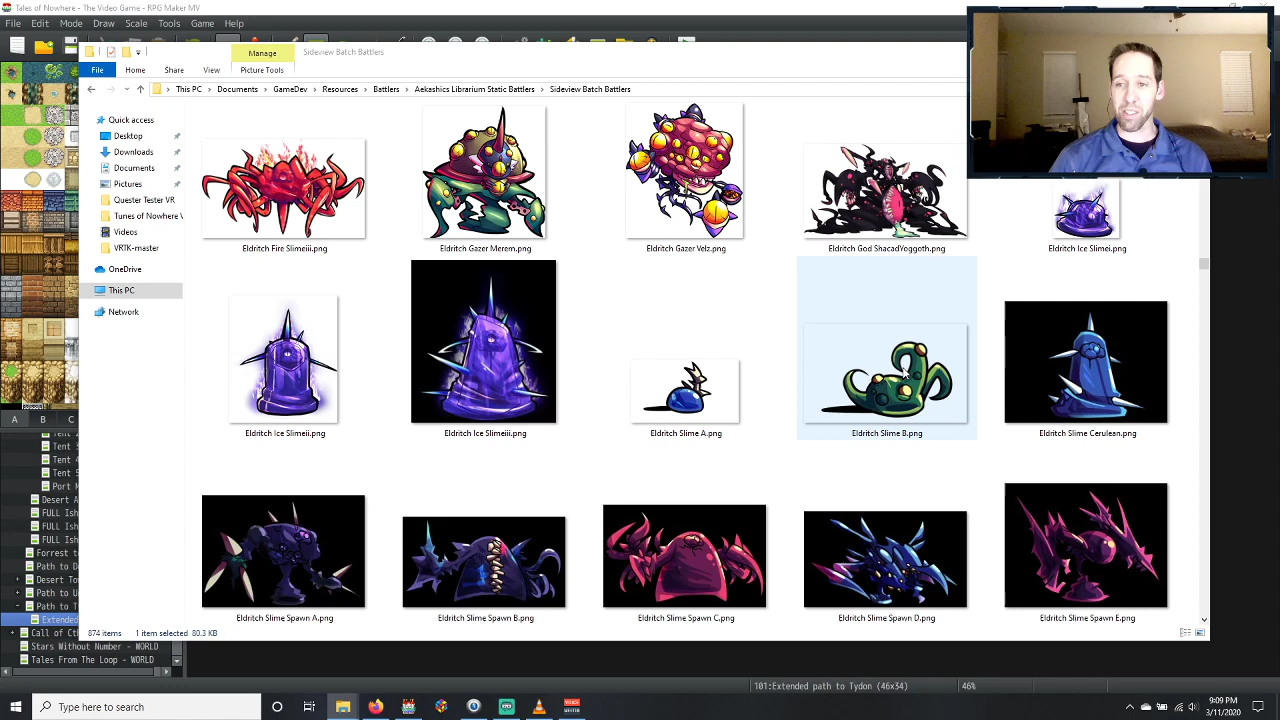 Tales of Nowhere - The Video Game - RPG Maker MV
Edit Mode Draw Scale Tools Game Help
Manage
Sideview Batch Battlers
File Home Share View Picture Tools
This PC > Documents > GameDev > Resources > Battlers > Aekashics Librarium Static Battlers > Sideview Batch Battlers
Quick access
Desktop
Downloads
Documents
Pictures
Quester Tester VR
Tunes of Nowhere V
Videos
VRTK-master
OneDrive
This PC
Network
Eldritch Fire Slimeiii.png
Eldritch Gazer Merem.png
Eldritch Gazer Velz.png
Eldritch God ShacadYoggoth.png
Eldritch Ice Slimei.png
Eldritch Ice Slimeii.png
Eldritch Ice Slimeiii.png
Eldritch Slime A.png
Eldritch Slime B.png
Eldritch Slime Cerulean.png
Eldritch Slime Spawn A.png
Eldritch Slime Spawn B.png
Eldritch Slime Spawn C.png
Eldritch Slime Spawn D.png
Eldritch Slime Spawn E.png
874 items 1 item selected 80.3 KB
A B C
Tent 4
Tent 5
Port M
Desert A
FULL Ish
FULL Ish
FULL Ish
Forrest to
Path to D
Desert To
Path to U
Path to T
Extended
Call of Ct
Stars Without Number - WORLD
Tales From The Loop - WORLD
101:Extended path to Tydon (46x34) 46%
Type here to search
9:09 PM
3/11/2020